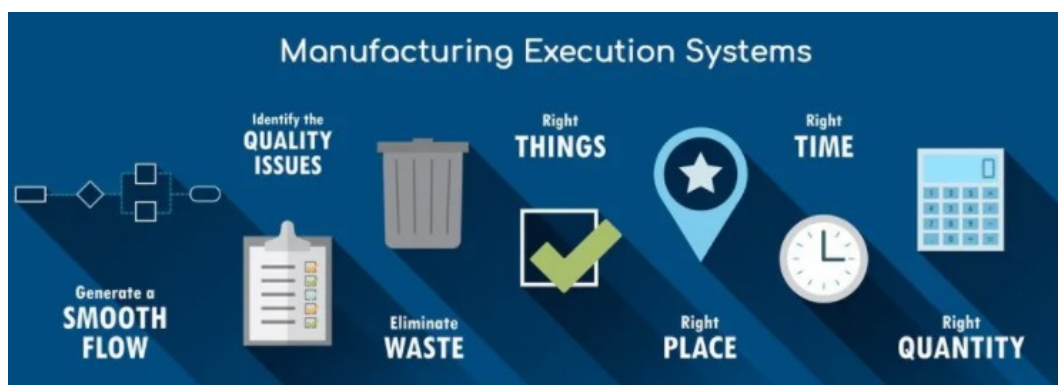 Manufacturing Execution Systems
Generate a
SMOOTH
FLOW
Identify the
QUALITY
ISSUES
Eliminate
WASTE
Right
THINGS
Right
PLACE
Right
TIME
0
Right
QUANTITY